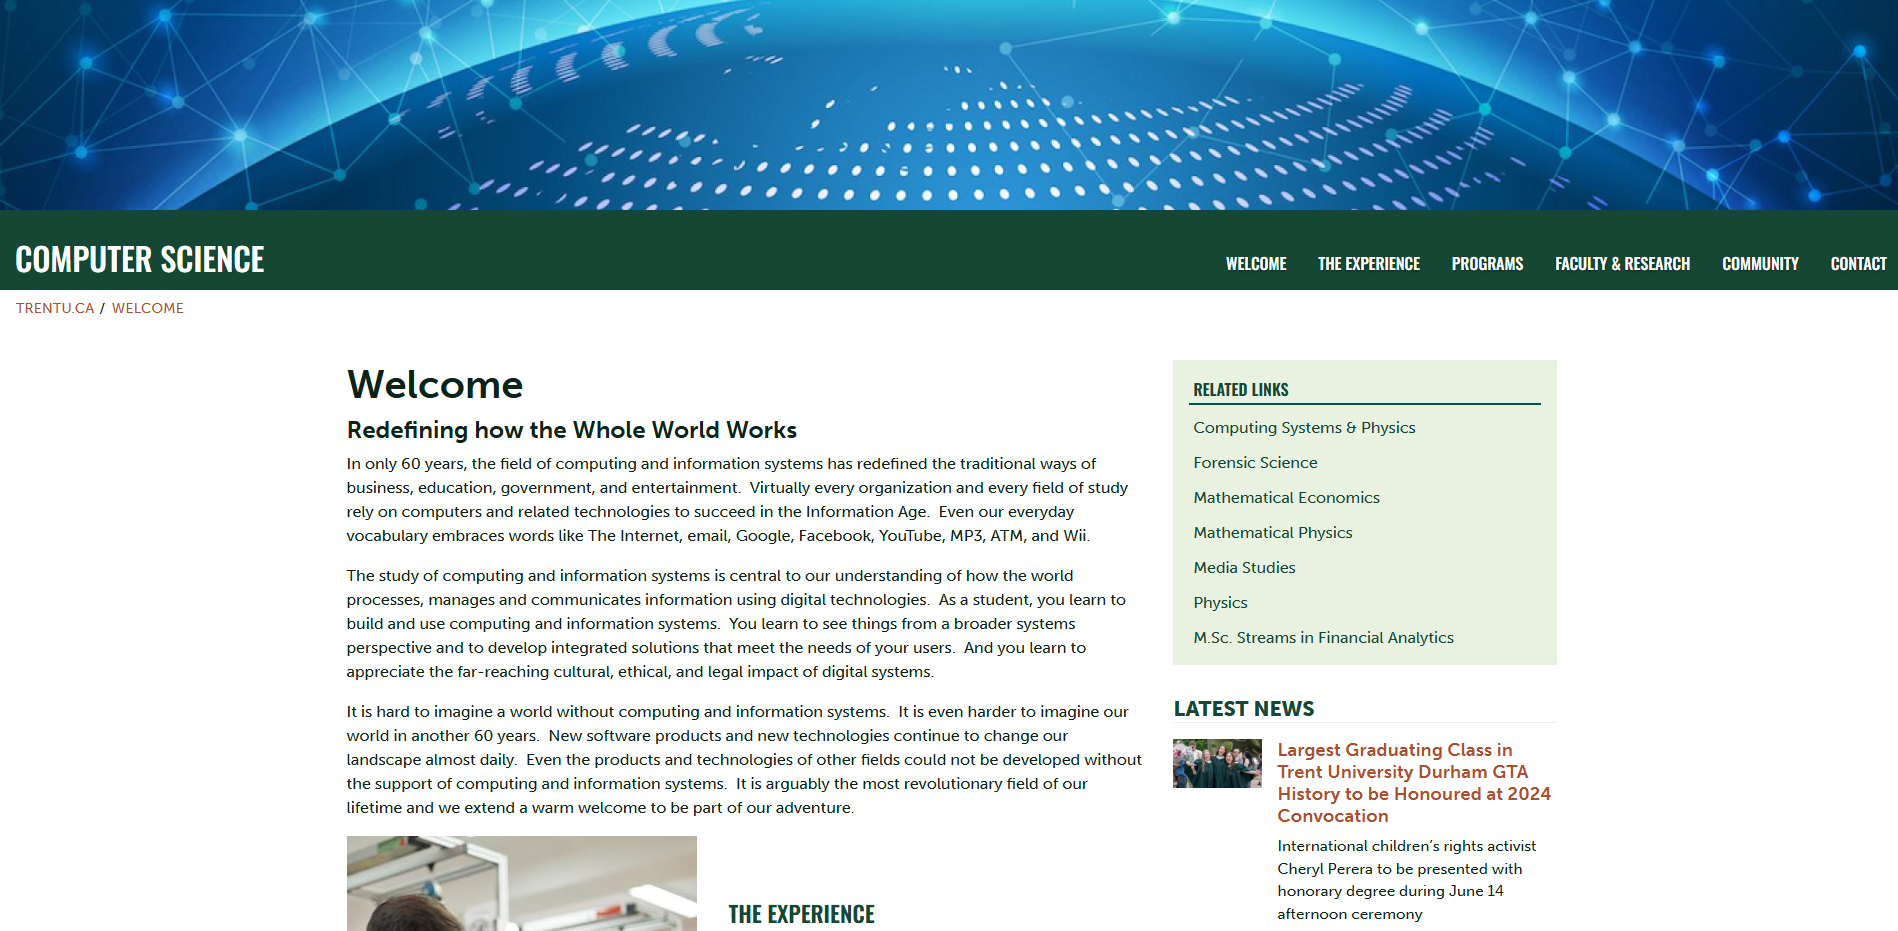 COMPUTER SCIENCE
WELCOME THE EXPERIENCE PROGRAMS FACULTY & RESEARCH COMMUNITY CONTACT
TRENTU.CA / WELCOME
Welcome
Redefining how the Whole World Works
In only 60 years, the field of computing and information systems has redefined the traditional ways of
business, education, government, and entertainment. Virtually every organization and every field of study
rely on computers and related technologies to succeed in the Information Age. Even our everyday
vocabulary embraces words like The Internet, email, Google, Facebook, YouTube, MP3, ATM, and Wii.
The study of computing and information systems is central to our understanding of how the world
processes, manages and communicates information using digital technologies. As a student, you learn to
build and use computing and information systems. You learn to see things from a broader systems
perspective and to develop integrated solutions that meet the needs of your users. And you learn to
appreciate the far-reaching cultural, ethical, and legal impact of digital systems.
It is hard to imagine a world without computing and information systems. It is even harder to imagine our
world in another 60 years. New software products and new technologies continue to change our
landscape almost daily. Even the products and technologies of other fields could not be developed without
the support of computing and information systems. It is arguably the most revolutionary field of our
lifetime and we extend a warm welcome to be part of our adventure.
THE EXPERIENCE
RELATED LINKS
Computing Systems & Physics
Forensic Science
Mathematical Economics
Mathematical Physics
Media Studies
Physics
M.Sc. Streams in Financial Analytics
LATEST NEWS
Largest Graduating Class in
Trent University Durham GTA
History to be Honoured at 2024
Convocation
International children's rights activist
Cheryl Perera to be presented with
honorary degree during June 14
afternoon ceremony